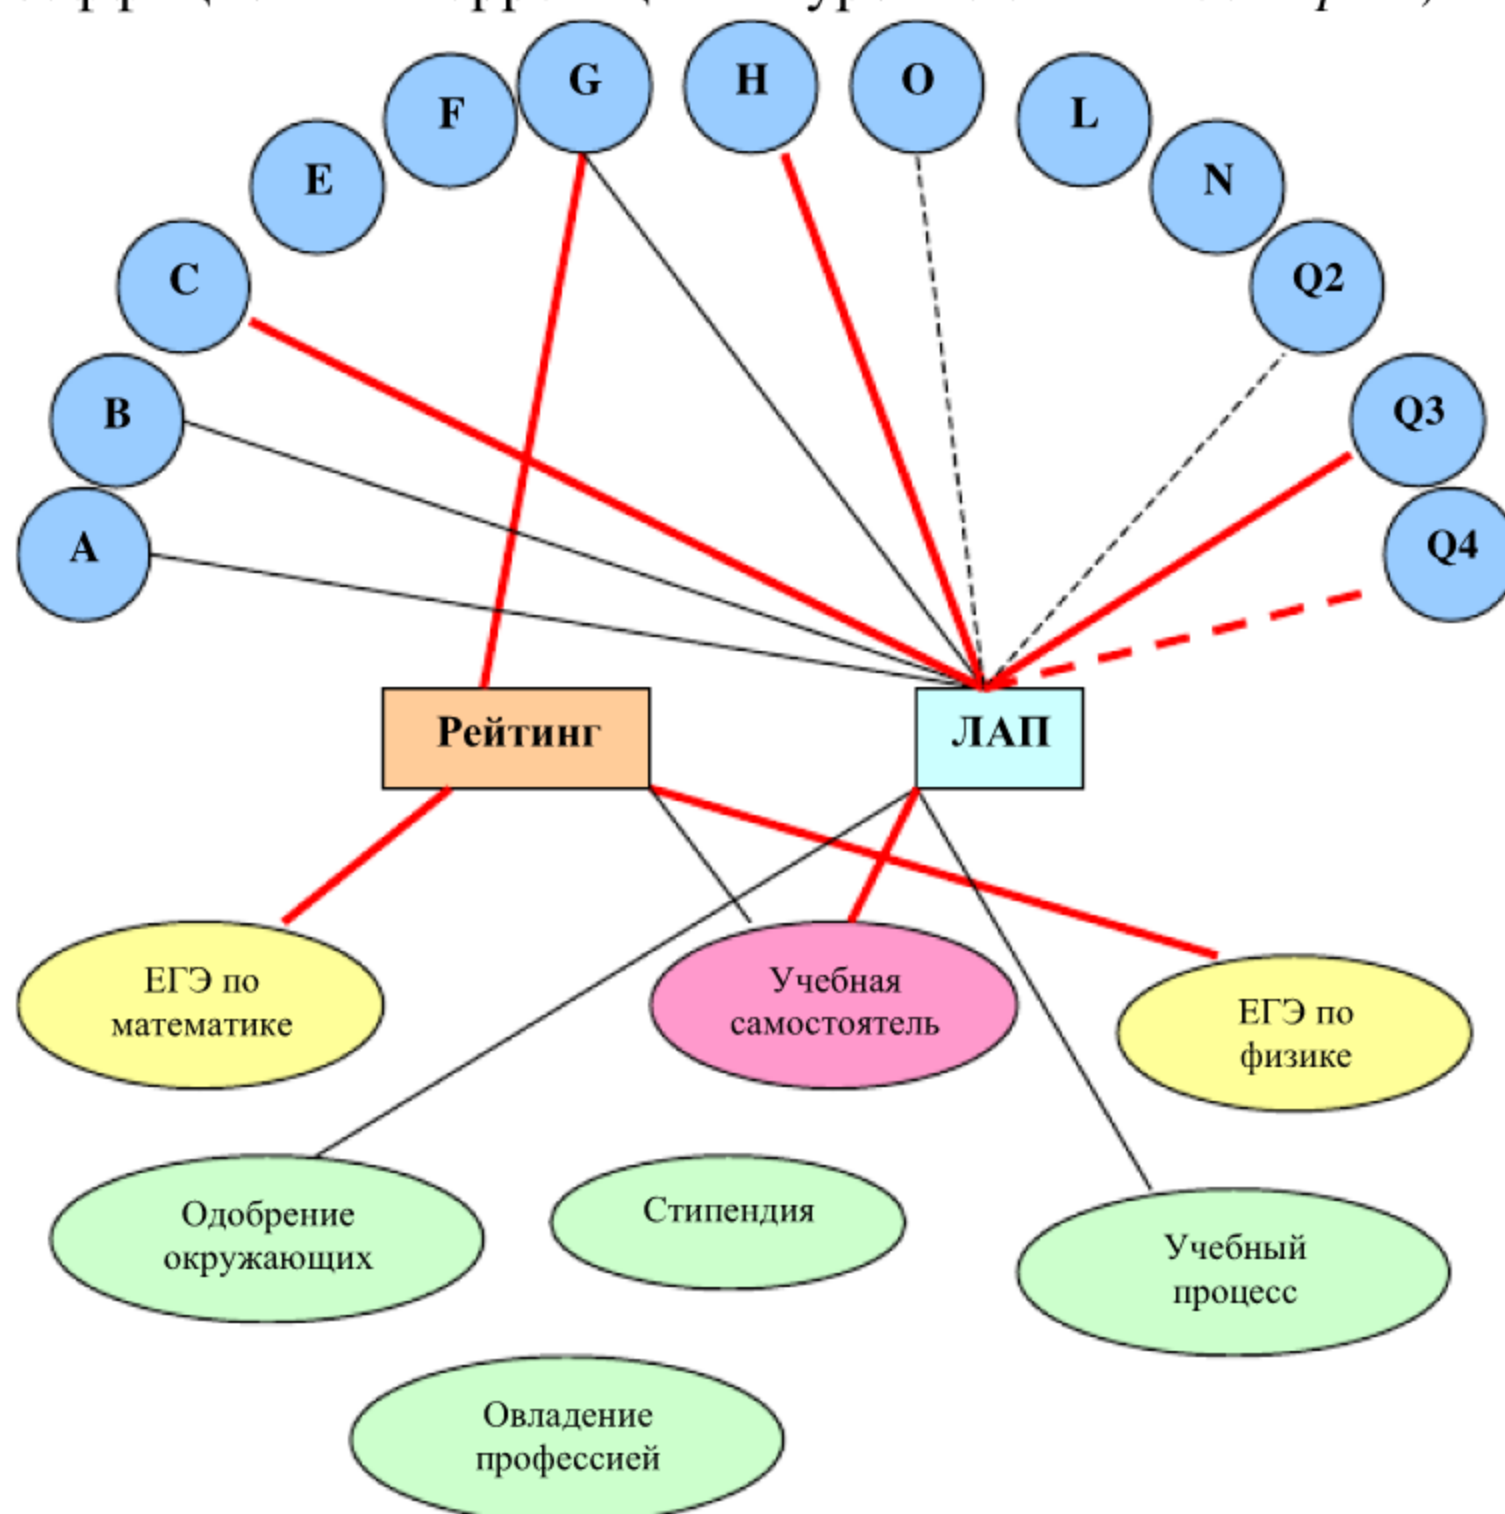 G
H
O
F
L
E
N
C
Q2
B
Q3
A
Q4
Рейтинг
ЛАП
ЕГЭ по
математике
Учебная
самостоятель
ЕГЭ по
физике
Одобрение
окружающих
Стипендия
Учебный
процесс
Овладение
профессией